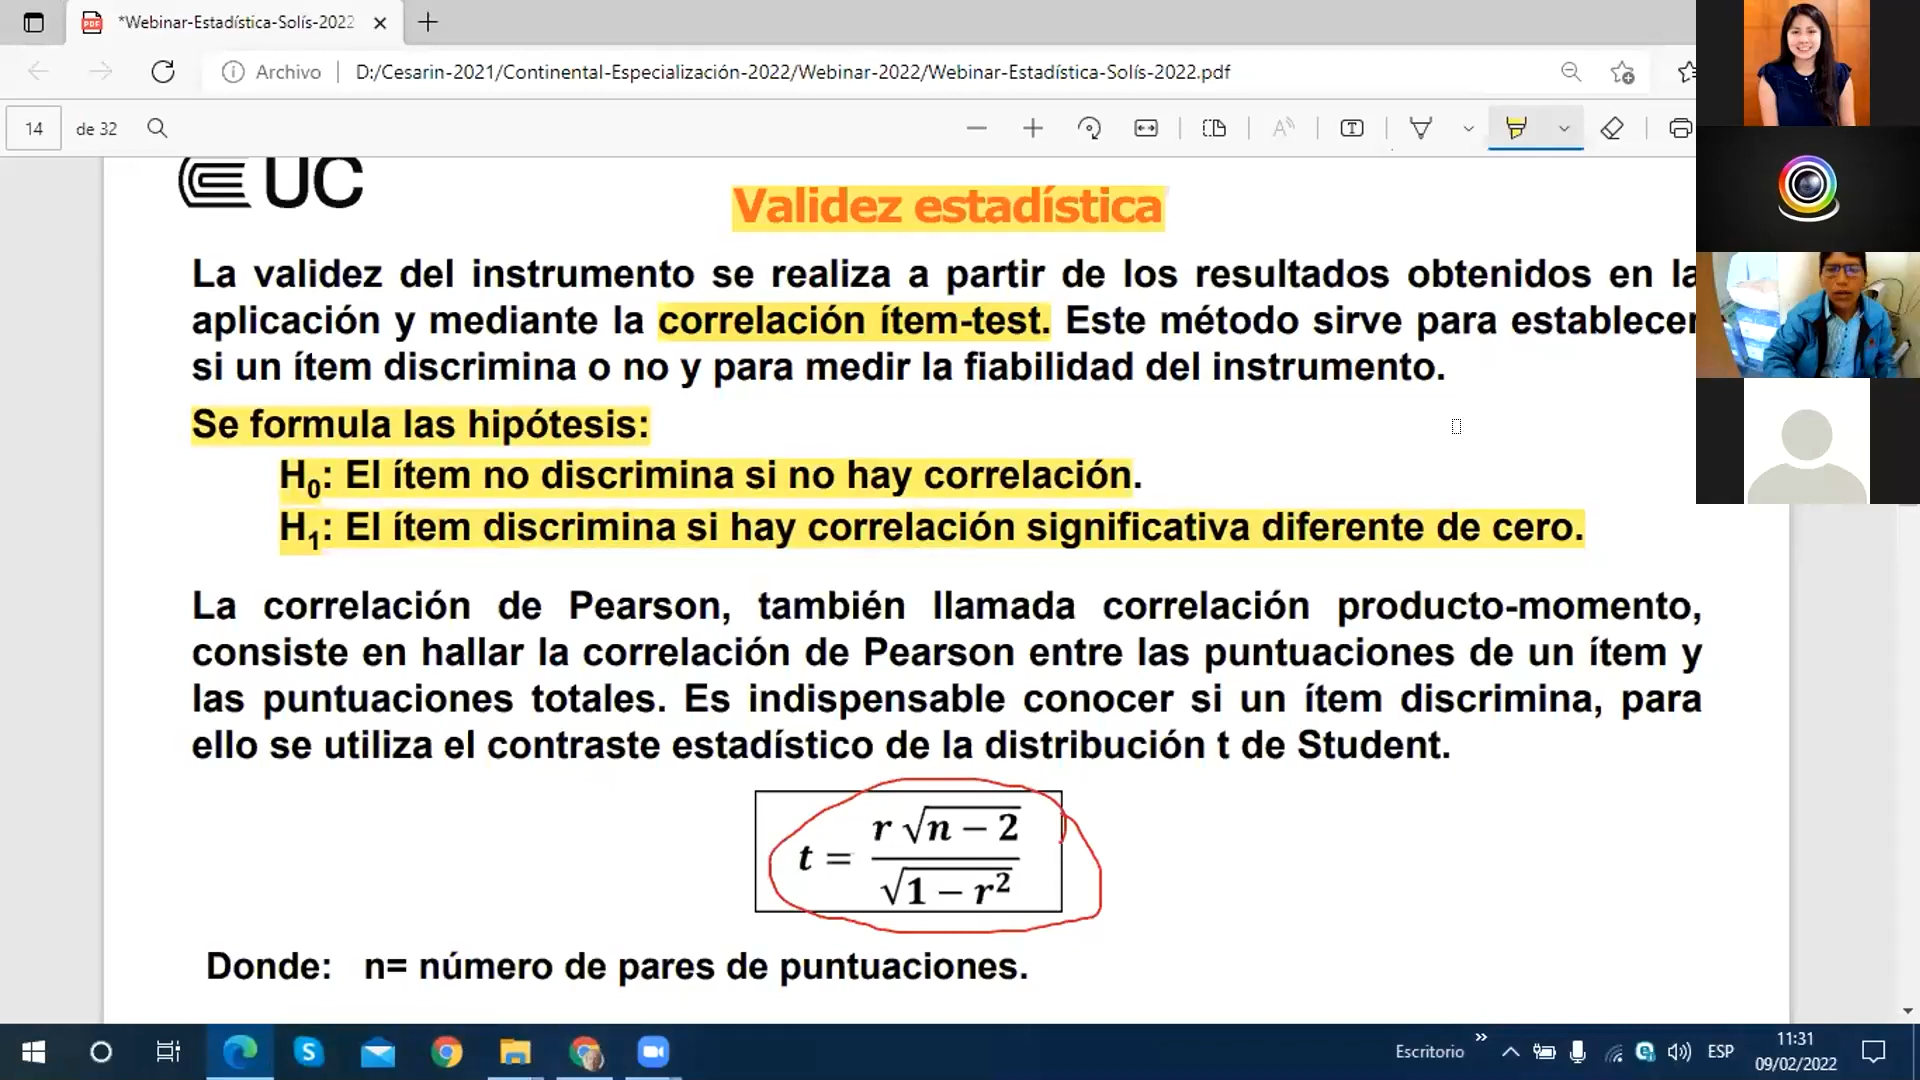 *Webinar-Estadística-Solís-2022
Archivo D:/Cesarin-2021/Continental-Especialización-2022/Webinar-2022/Webinar-Estadística-Solís-2022.pdf
14 de 32
UC
Validez estadística
La validez del instrumento se realiza a partir de los resultados obtenidos en la
aplicación y mediante la correlación ítem-test. Este método sirve para establecer
si un ítem discrimina o no y para medir la fiabilidad del instrumento.
Se formula las hipótesis:
H₀: El ítem no discrimina si no hay correlación.
H₁: El ítem discrimina si hay correlación significativa diferente de cero.
La correlación de Pearson, también llamada correlación producto-momento,
consiste en hallar la correlación de Pearson entre las puntuaciones de un ítem y
las puntuaciones totales. Es indispensable conocer si un ítem discrimina, para
ello se utiliza el contraste estadístico de la distribución t de Student.
r √n − 2
t =
√1 − r²
Donde: n= número de pares de puntuaciones.
Escritorio » ESP 11:31
09/02/2022